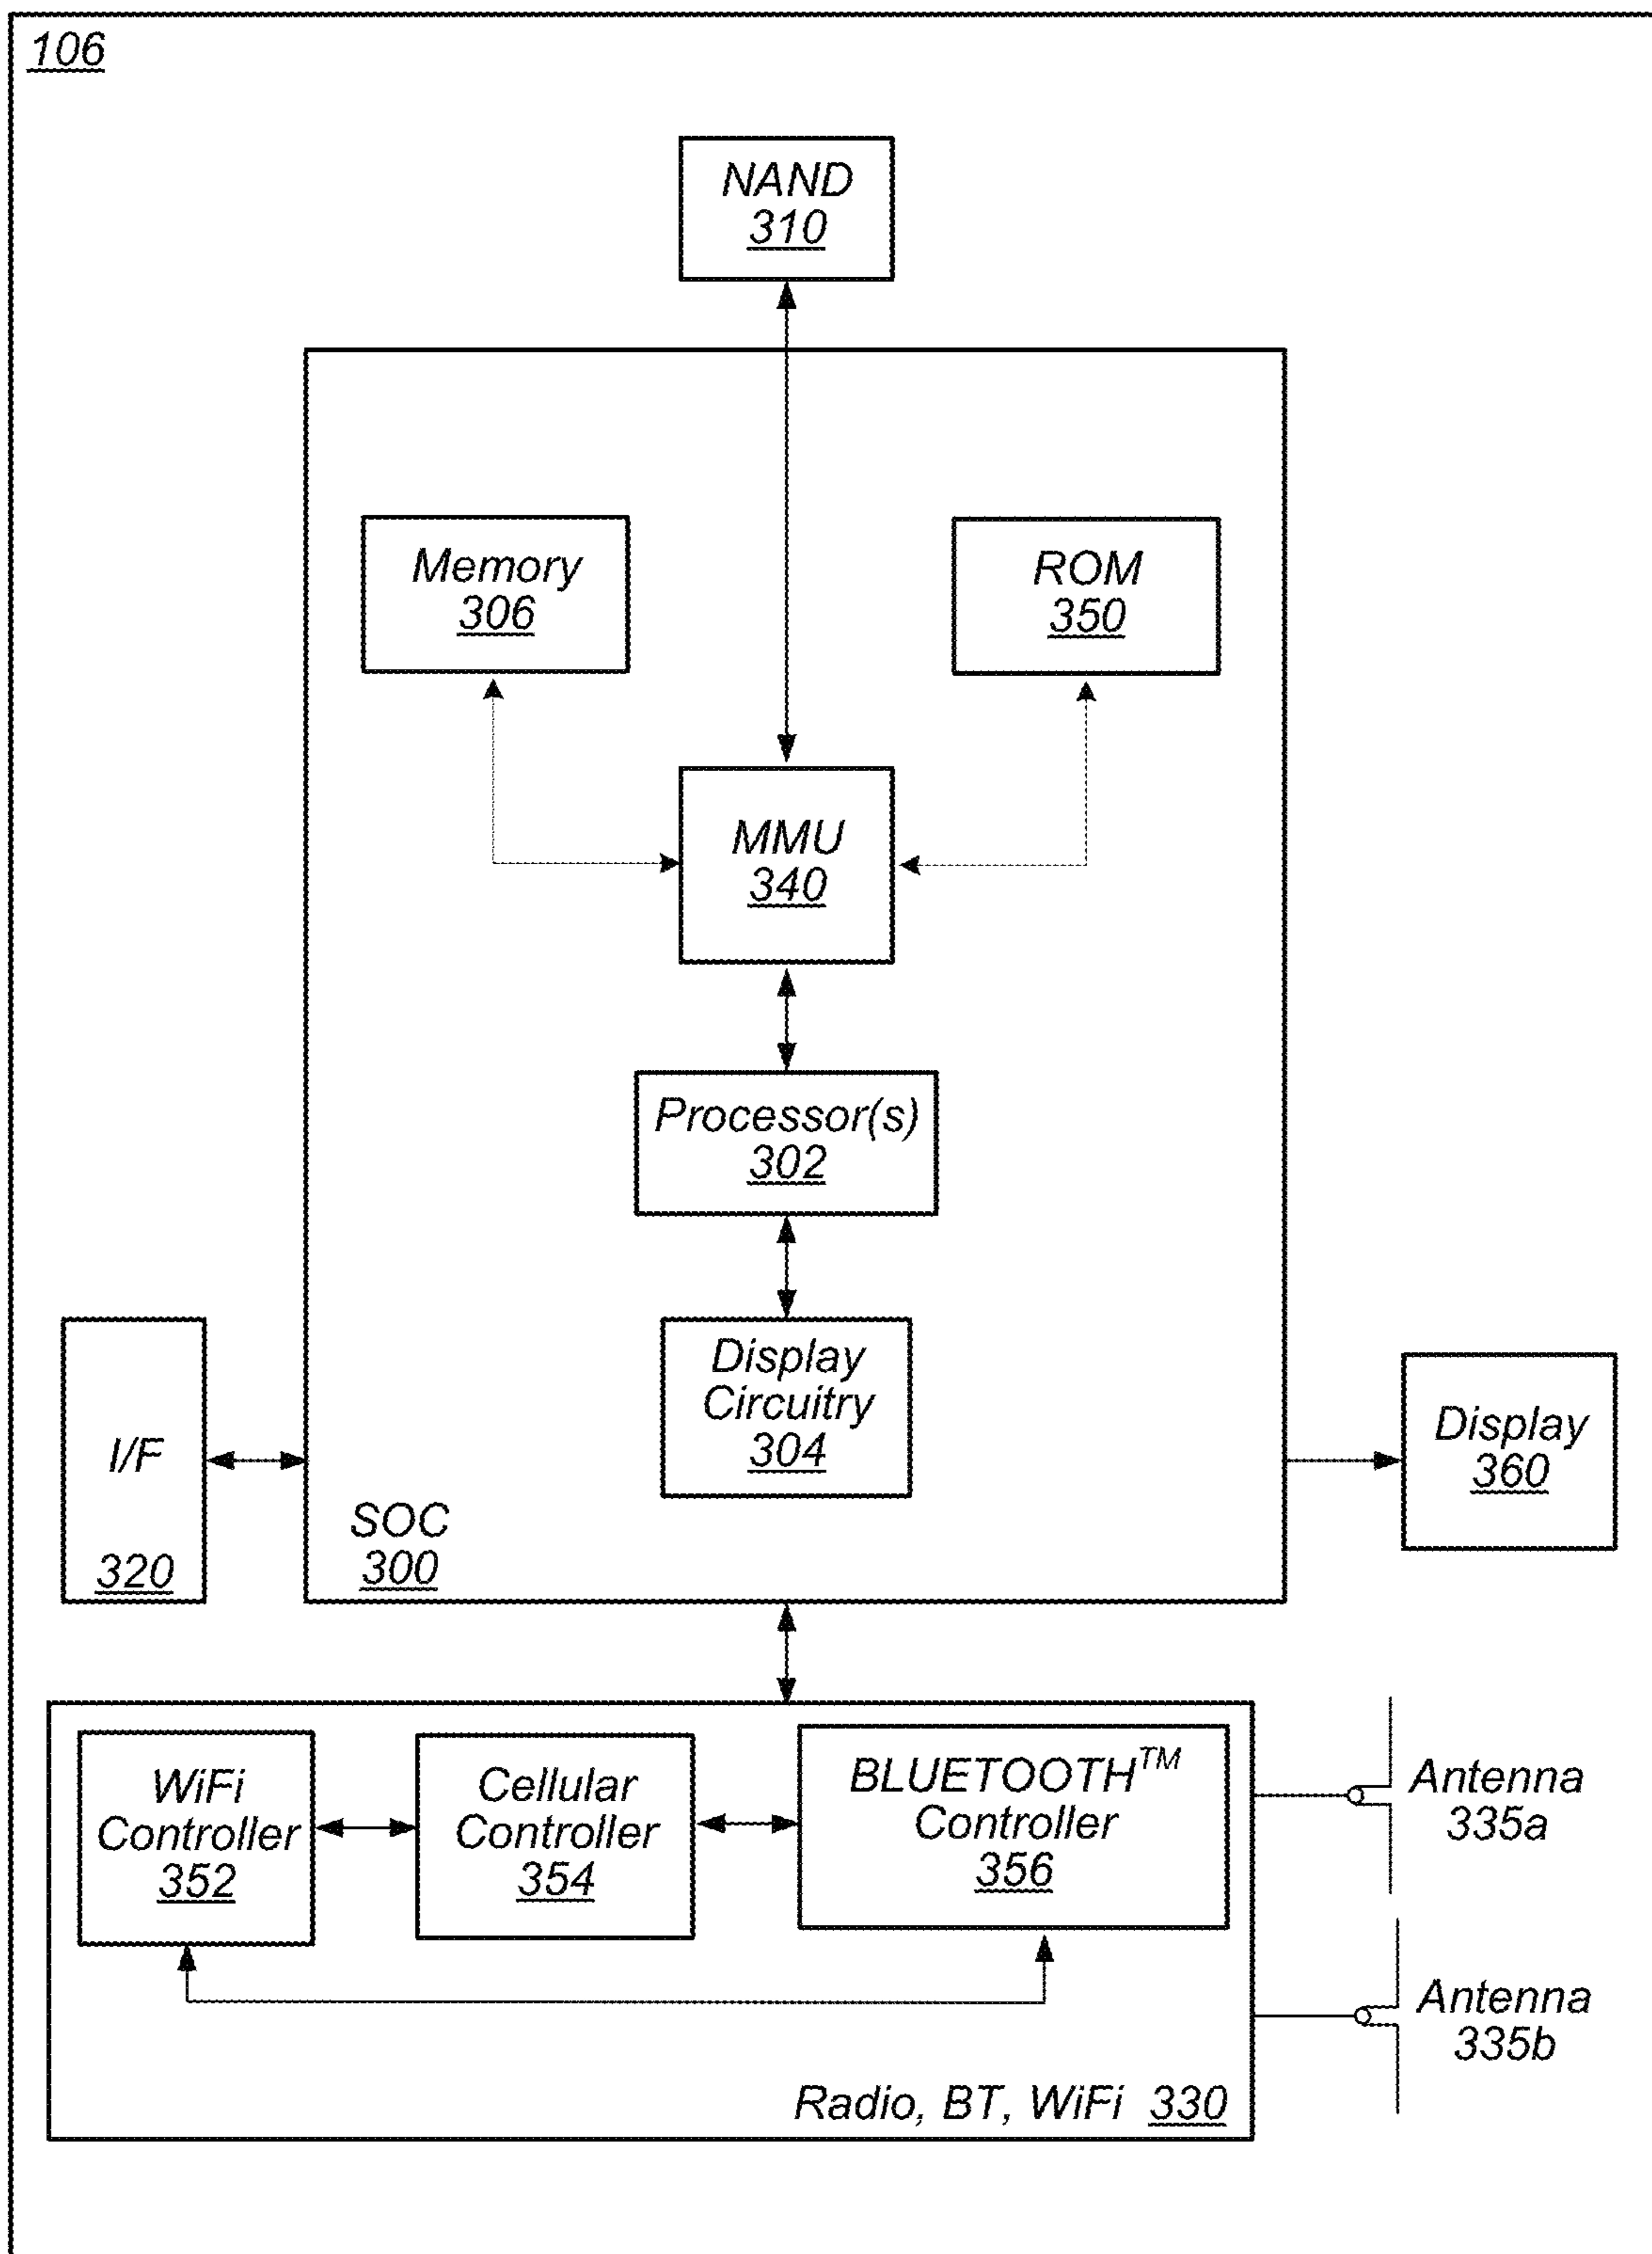 106
NAND
310
Memory
306
ROM
350
MMU
340
Processor(s)
302
Display
Circuitry
304
I/F
320
SOC
300
Display
360
WiFi
Controller
352
Cellular
Controller
354
BLUETOOTH™
Controller
356
Antenna
335a
Antenna
335b
Radio, BT, WiFi 330